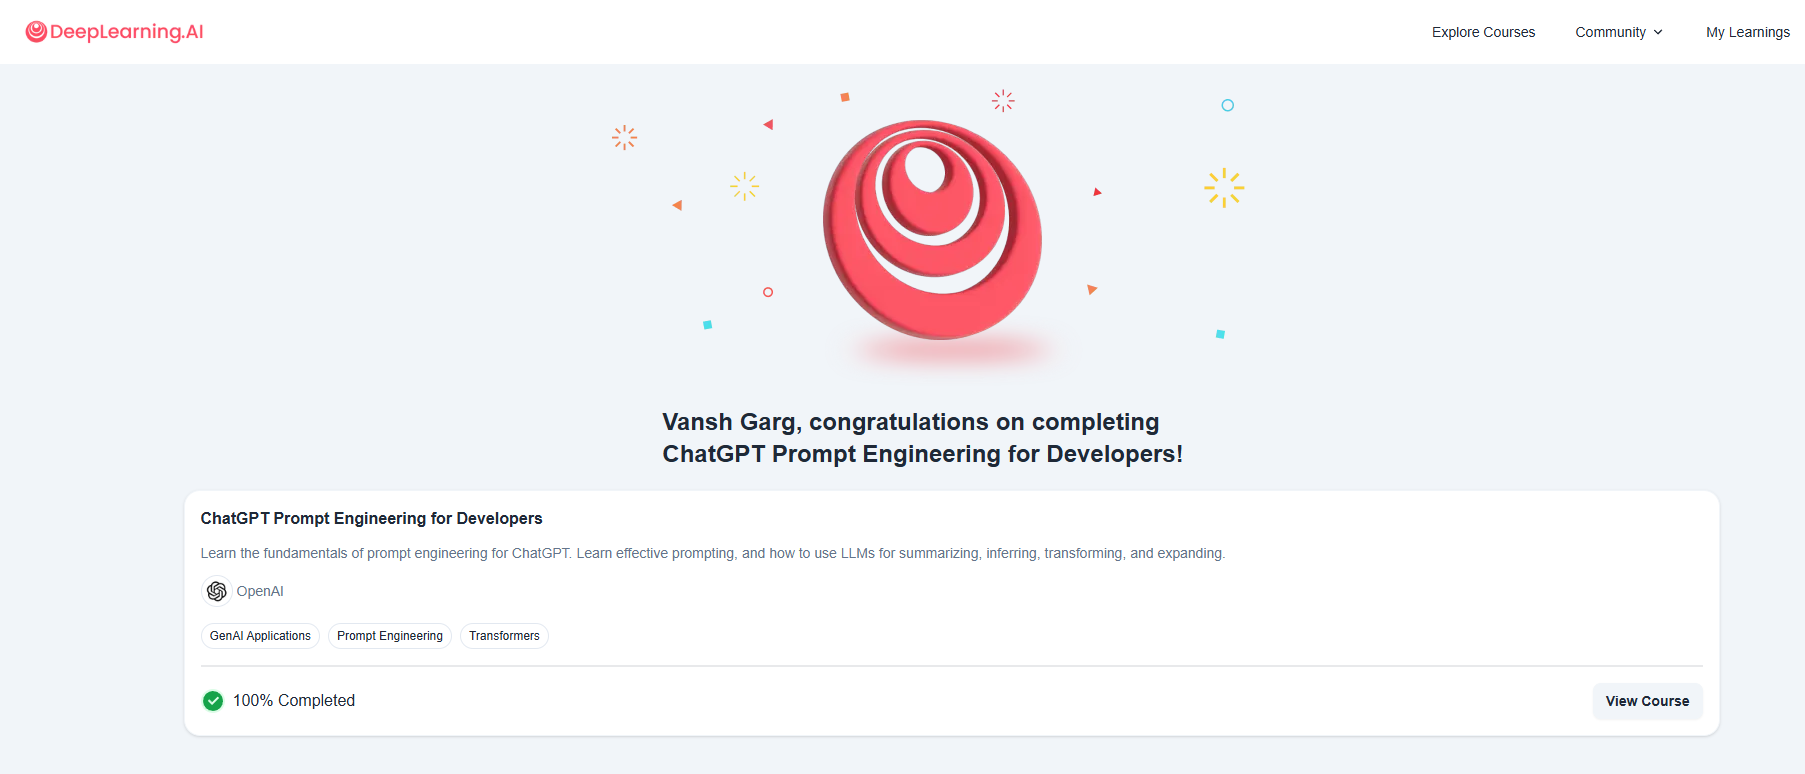 DeepLearning.AI
Explore Courses
Community
My Learnings
Vansh Garg, congratulations on completing
ChatGPT Prompt Engineering for Developers!
ChatGPT Prompt Engineering for Developers
Learn the fundamentals of prompt engineering for ChatGPT. Learn effective prompting, and how to use LLMs for summarizing, inferring, transforming, and expanding.
OpenAI
GenAI Applications
Prompt Engineering
Transformers
100% Completed
View Course